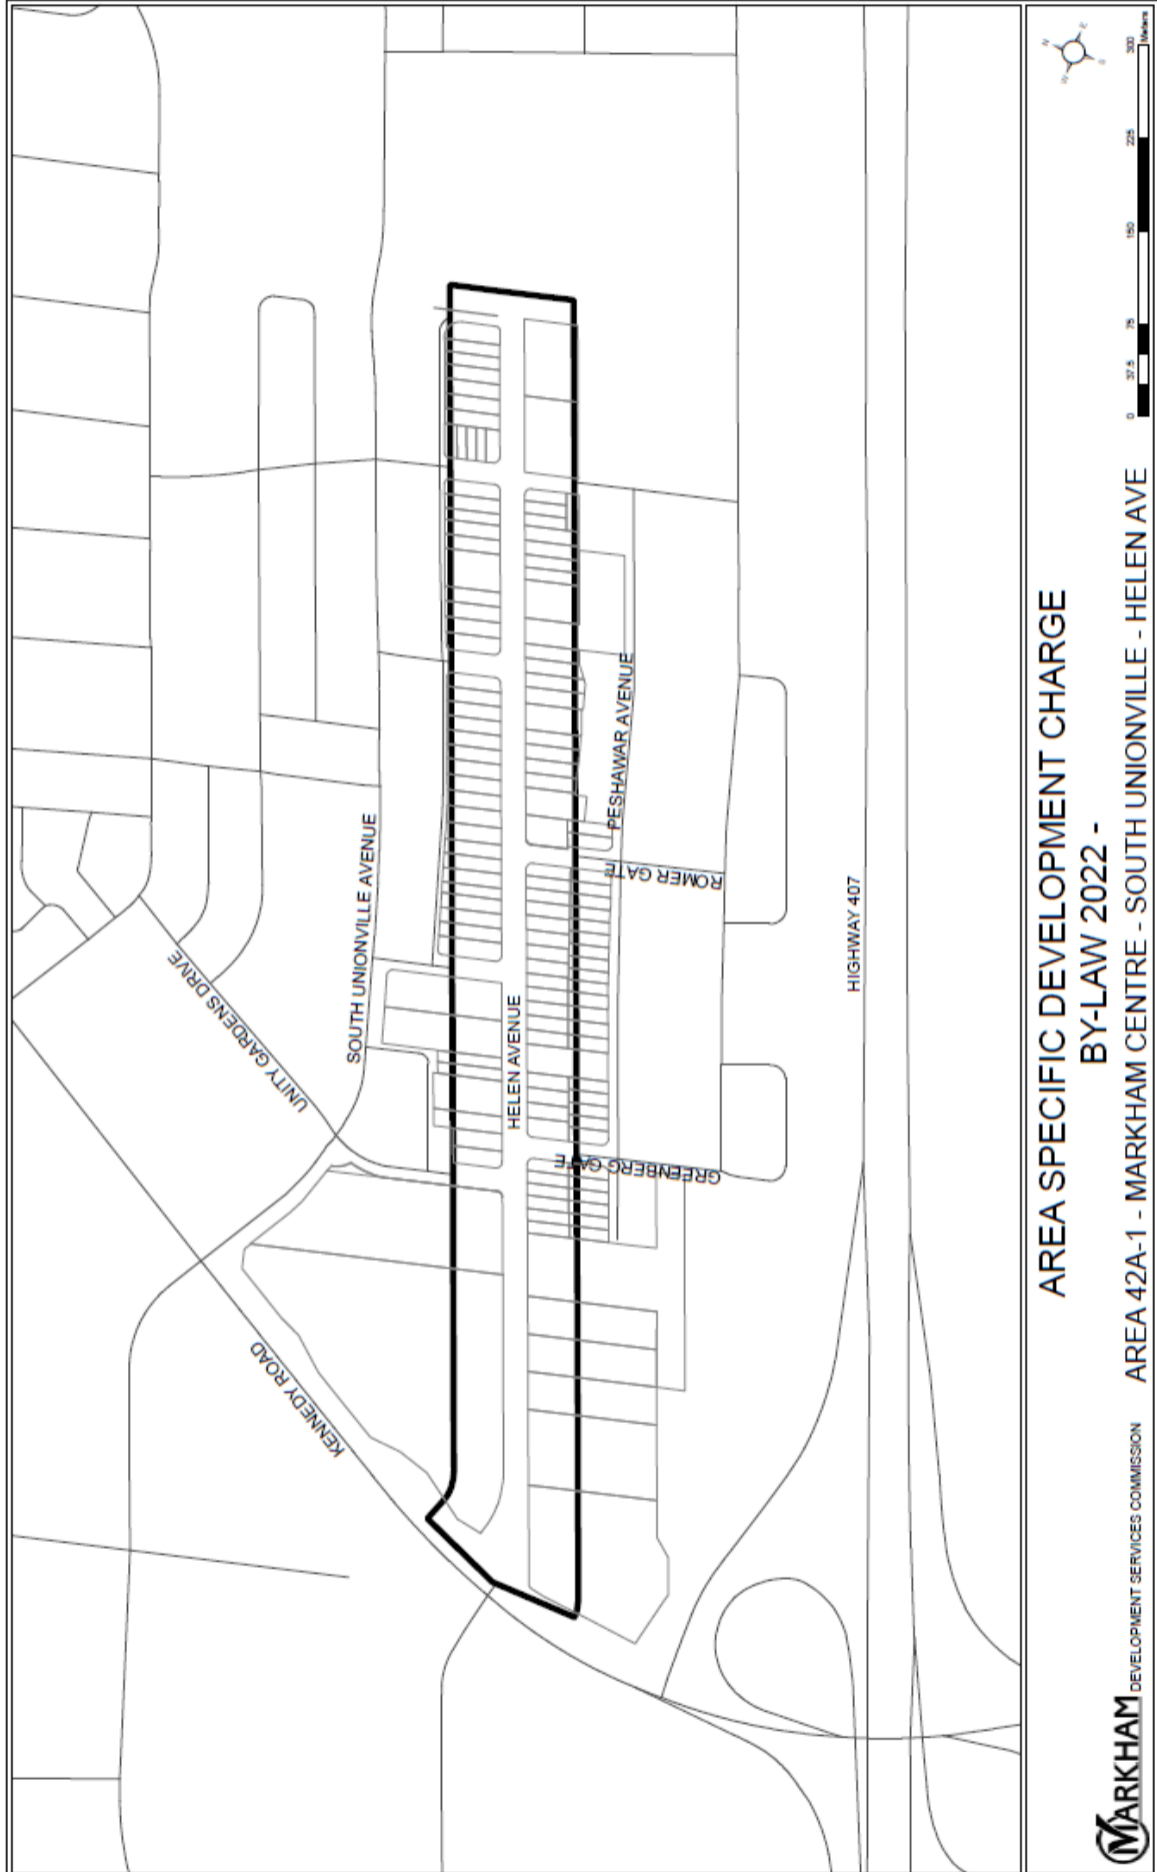 UNITY GARDENS DRIVE
KENNEDY ROAD
SOUTH UNIONVILLE AVENUE
HELEN AVENUE
GREENBERG GATE
PESHAWAR AVENUE
ROMER GATE
HIGHWAY 407
AREA SPECIFIC DEVELOPMENT CHARGE
BY-LAW 2022 -
AREA 42A-1 - MARKHAM CENTRE - SOUTH UNIONVILLE - HELEN AVE
MARKHAM DEVELOPMENT SERVICES COMMISSION
0 37.5 75 150 225 300
Meters
N
E
S
W